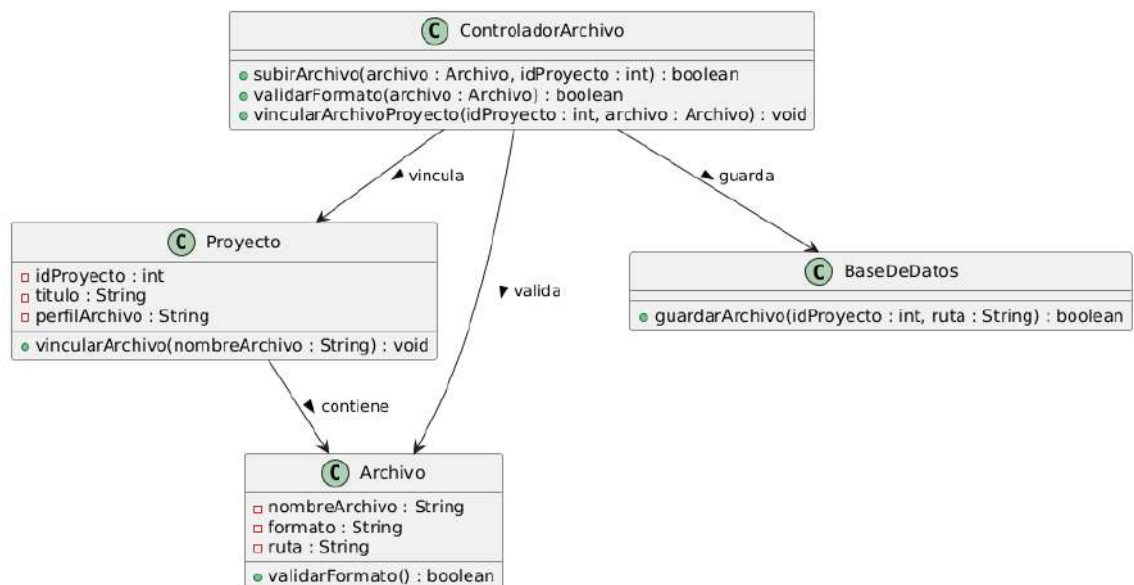 C ControladorArchivo
subirArchivo(archivo : Archivo, idProyecto : int) : boolean
validarFormato(archivo : Archivo) : boolean
vincularArchivoProyecto(idProyecto : int, archivo : Archivo) : void
vincula
guarda
C Proyecto
idProyecto : int
titulo : String
perfilArchivo : String
vincularArchivo(nombreArchivo : String) : void
valida
C BaseDeDatos
guardarArchivo(idProyecto : int, ruta : String) : boolean
contiene
C Archivo
nombreArchivo : String
formato : String
ruta : String
validarFormato() : boolean